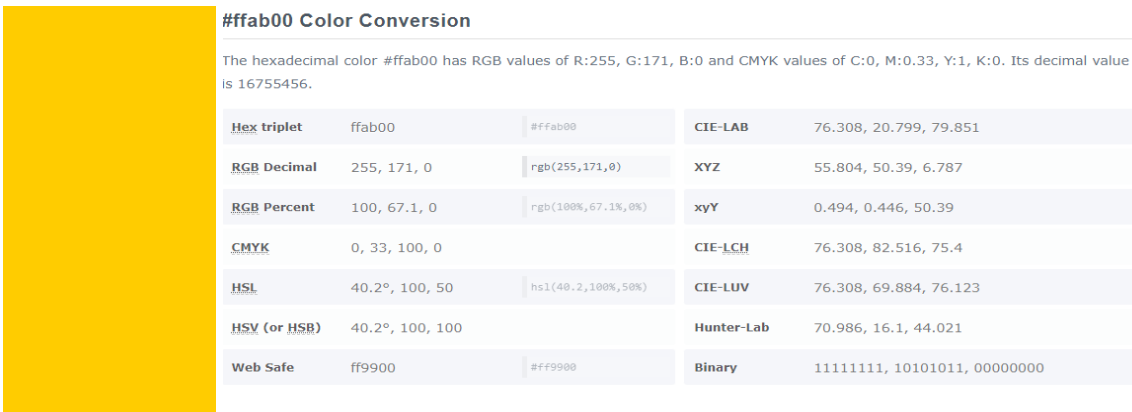 #ffab00 Color Conversion
The hexadecimal color #ffab00 has RGB values of R:255, G:171, B:0 and CMYK values of C:0, M:0.33, Y:1, K:0. Its decimal value
is 16755456.
Hex triplet ffab00 #ffab00
RGB Decimal 255, 171, 0 rgb(255,171,0)
RGB Percent 100, 67.1, 0 rgb(100%,67.1%,0%)
CMYK 0, 33, 100, 0
HSL 40.2°, 100, 50 hsl(40.2,100%,50%)
HSV (or HSB) 40.2°, 100, 100
Web Safe ff9900 #ff9900
CIE-LAB 76.308, 20.799, 79.851
XYZ 55.804, 50.39, 6.787
xyY 0.494, 0.446, 50.39
CIE-LCH 76.308, 82.516, 75.4
CIE-LUV 76.308, 69.884, 76.123
Hunter-Lab 70.986, 16.1, 44.021
Binary 11111111, 10101011, 00000000